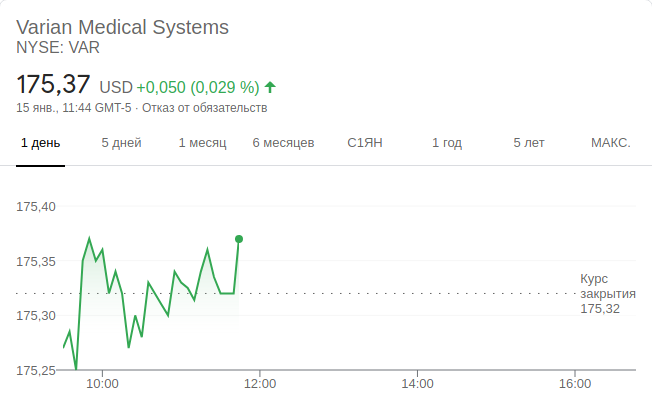 Varian Medical Systems
NYSE: VAR
175,37 USD +0,050 (0,029 %)
15 янв., 11:44 GMT-5 · Отказ от обязательств
1 день 5 дней 1 месяц 6 месяцев С1ЯН 1 год 5 лет МАКС.
175,40
175,35
175,30
175,25
Курс
закрытия
175,32
10:00 12:00 14:00 16:00